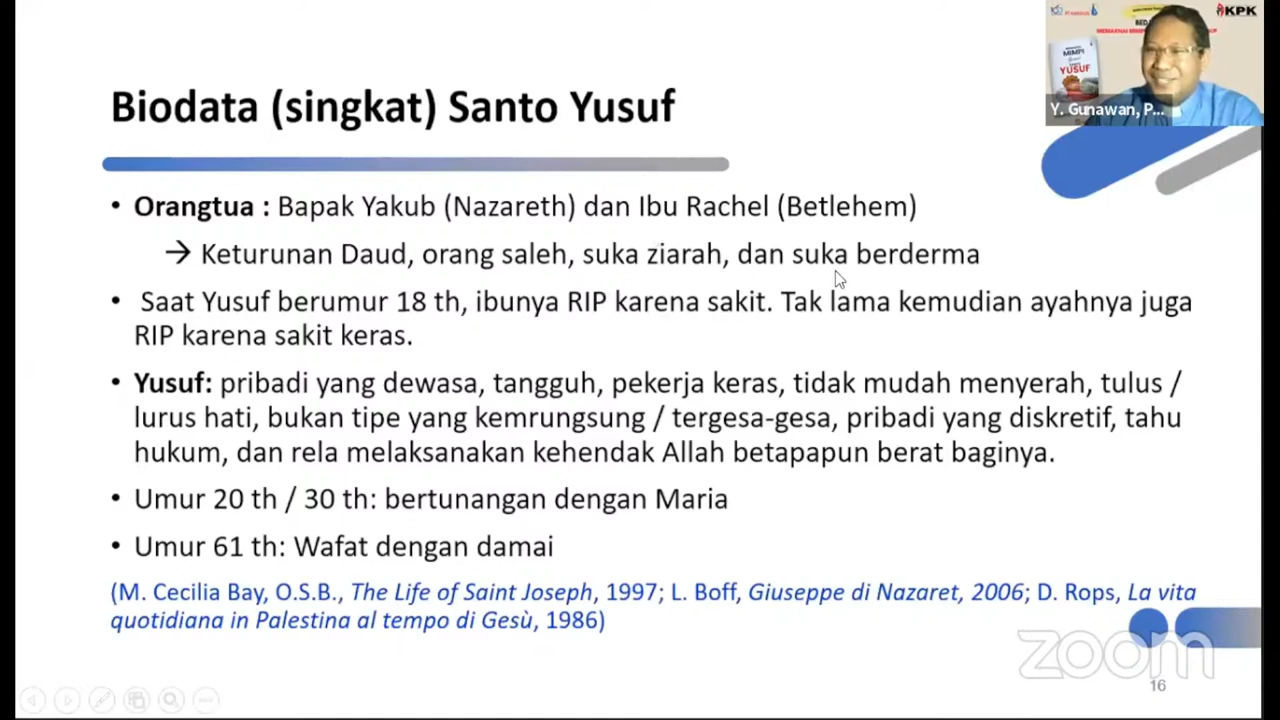 KPK
MIMPI
YUSUF
Y. Gunawan, P...
Biodata (singkat) Santo Yusuf
• Orangtua : Bapak Yakub (Nazareth) dan Ibu Rachel (Betlehem)
→ Keturunan Daud, orang saleh, suka ziarah, dan suka berderma
• Saat Yusuf berumur 18 th, ibunya RIP karena sakit. Tak lama kemudian ayahnya juga
RIP karena sakit keras.
• Yusuf: pribadi yang dewasa, tangguh, pekerja keras, tidak mudah menyerah, tulus /
lurus hati, bukan tipe yang kemrungsung / tergesa-gesa, pribadi yang diskretif, tahu
hukum, dan rela melaksanakan kehendak Allah betapapun berat baginya.
• Umur 20 th / 30 th: bertunangan dengan Maria
• Umur 61 th: Wafat dengan damai
(M. Cecilia Bay, O.S.B., The Life of Saint Joseph, 1997; L. Boff, Giuseppe di Nazaret, 2006; D. Rops, La vita
quotidiana in Palestina al tempo di Gesù, 1986)
zoom
16